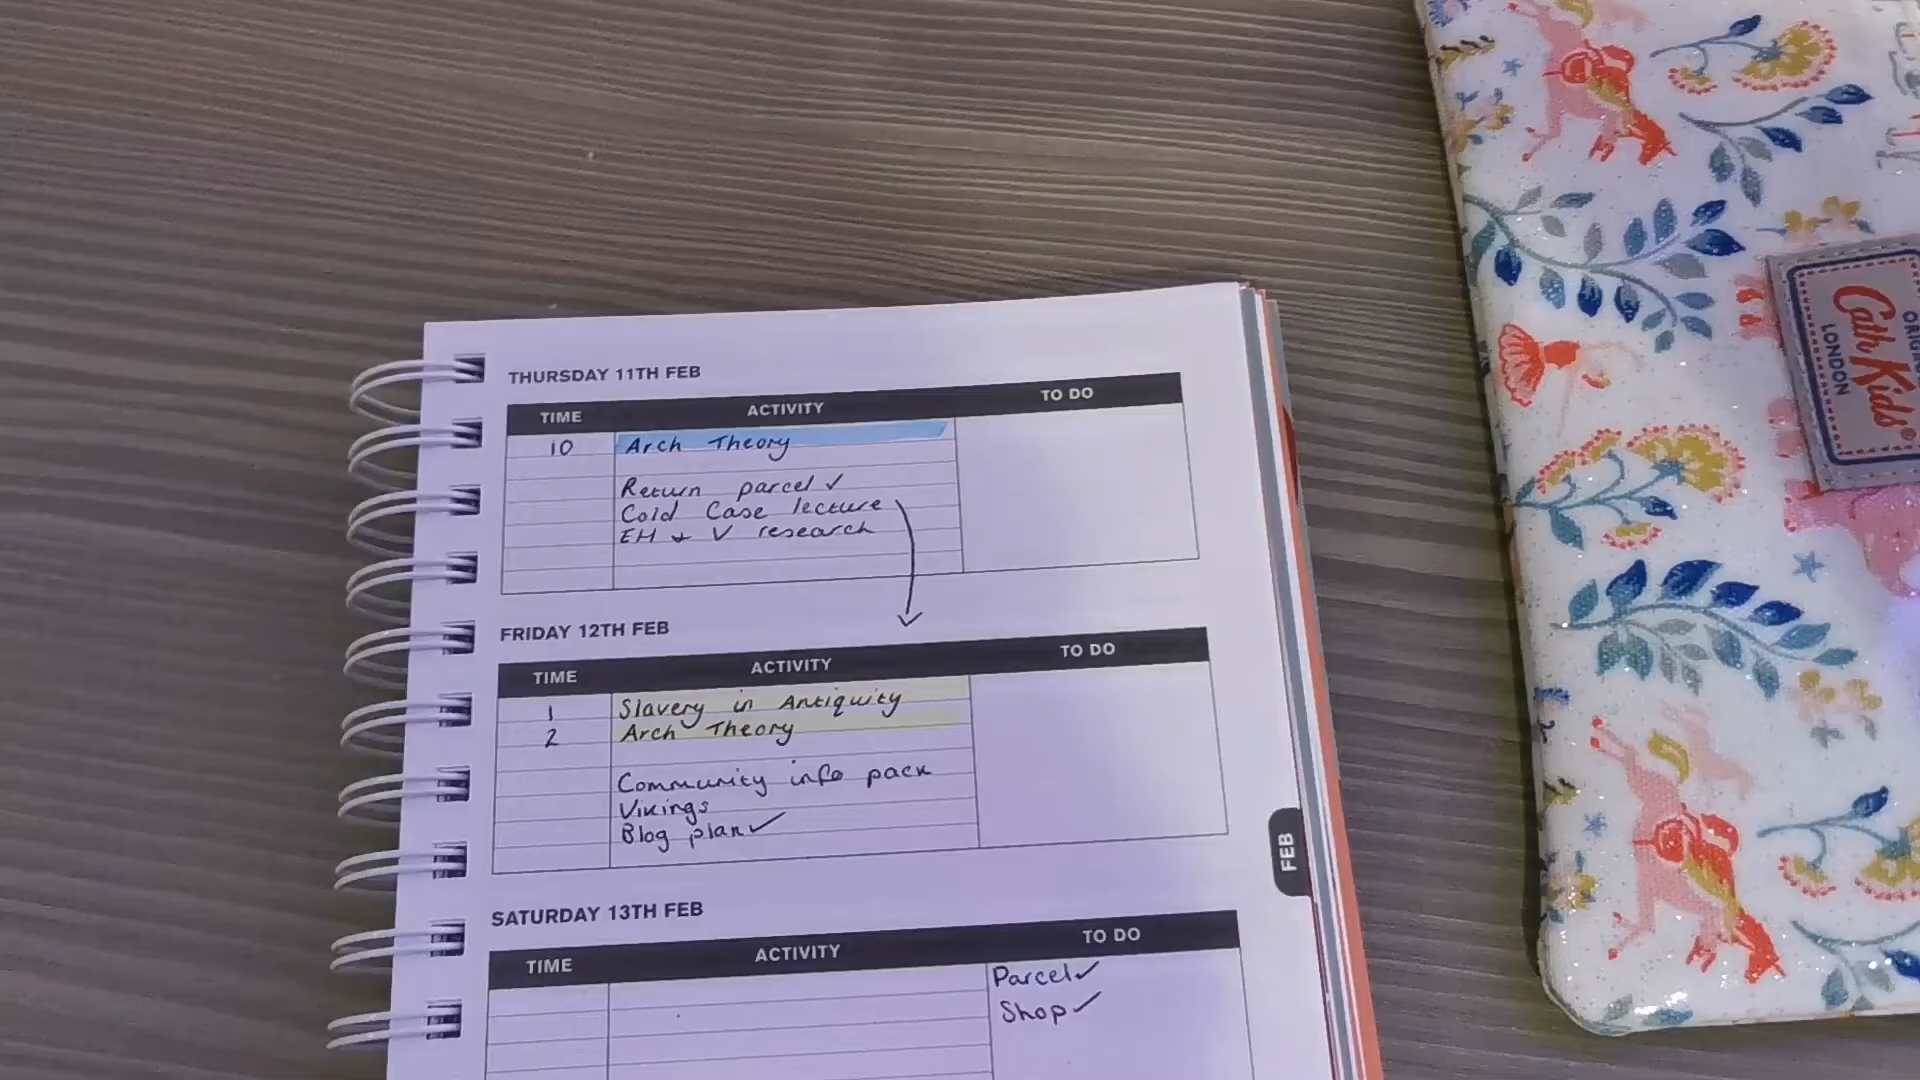 THURSDAY 11TH FEB
TIME ACTIVITY TO DO
10 Arch Theory
Return parcel ✓
Cold Case lecture
EH & V research
FRIDAY 12TH FEB
TIME ACTIVITY TO DO
1 Slavery in Antiquity
2 Arch Theory
Community info pack
Vikings
Blog plan ✓
FEB
SATURDAY 13TH FEB
TIME ACTIVITY TO DO
Parcel ✓
Shop ✓
Cath Kids
LONDON